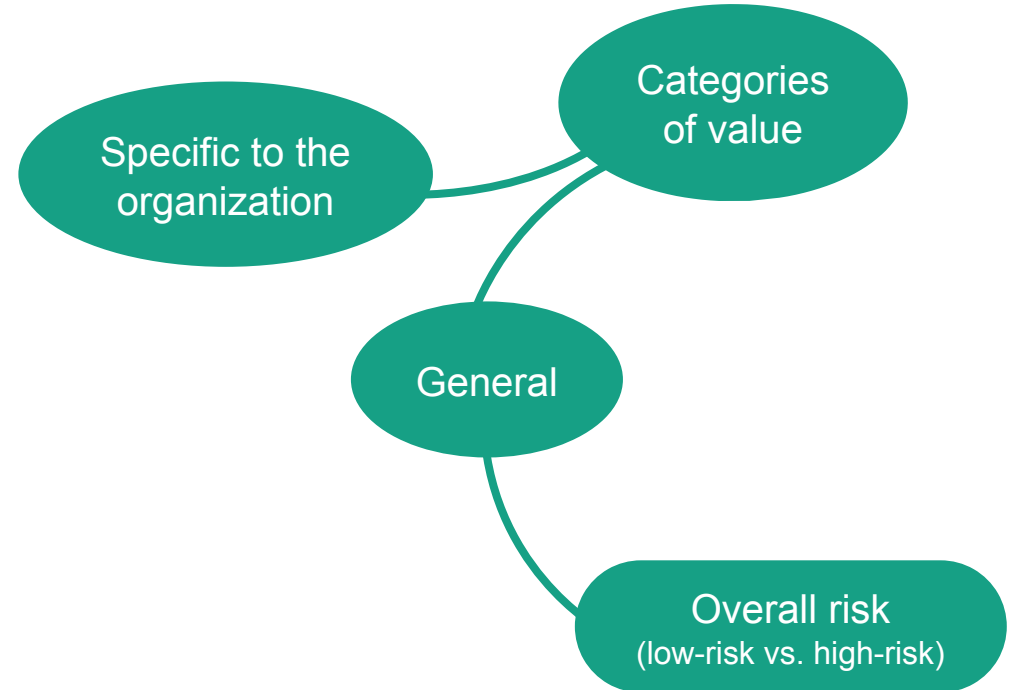 Categories
of value
Specific to the
organization
General
Overall risk
(low-risk vs. high-risk)